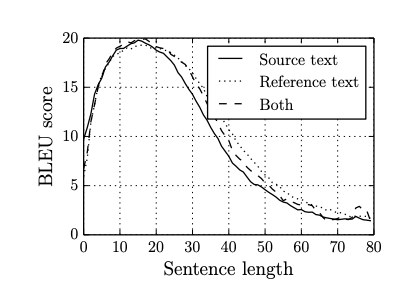 20
15
10
5
0
BLEU score
Source text
Reference text
Both
0 10 20 30 40 50 60 70 80
Sentence length